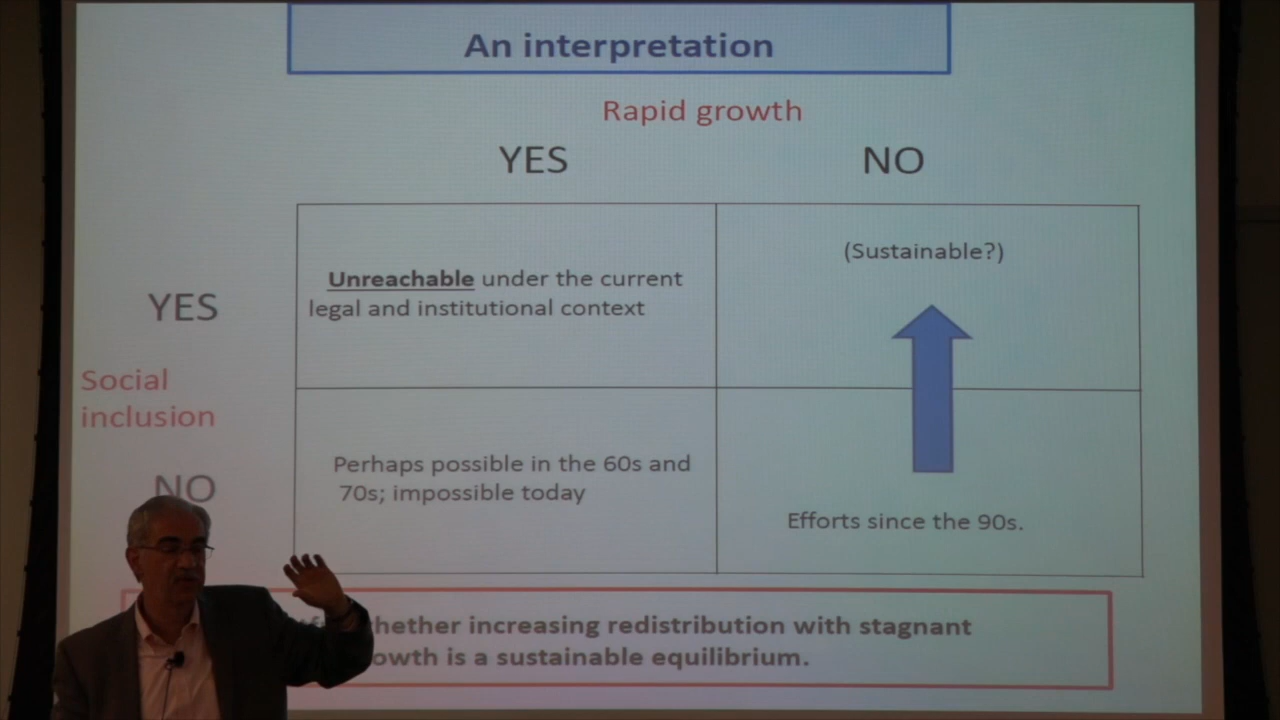 An interpretation
Rapid growth
YES NO
(Sustainable?)
Unreachable under the current
legal and institutional context
YES
Social
inclusion
Perhaps possible in the 60s and
70s; impossible today
NO
Efforts since the 90s.
whether increasing redistribution with stagnant
growth is a sustainable equilibrium.